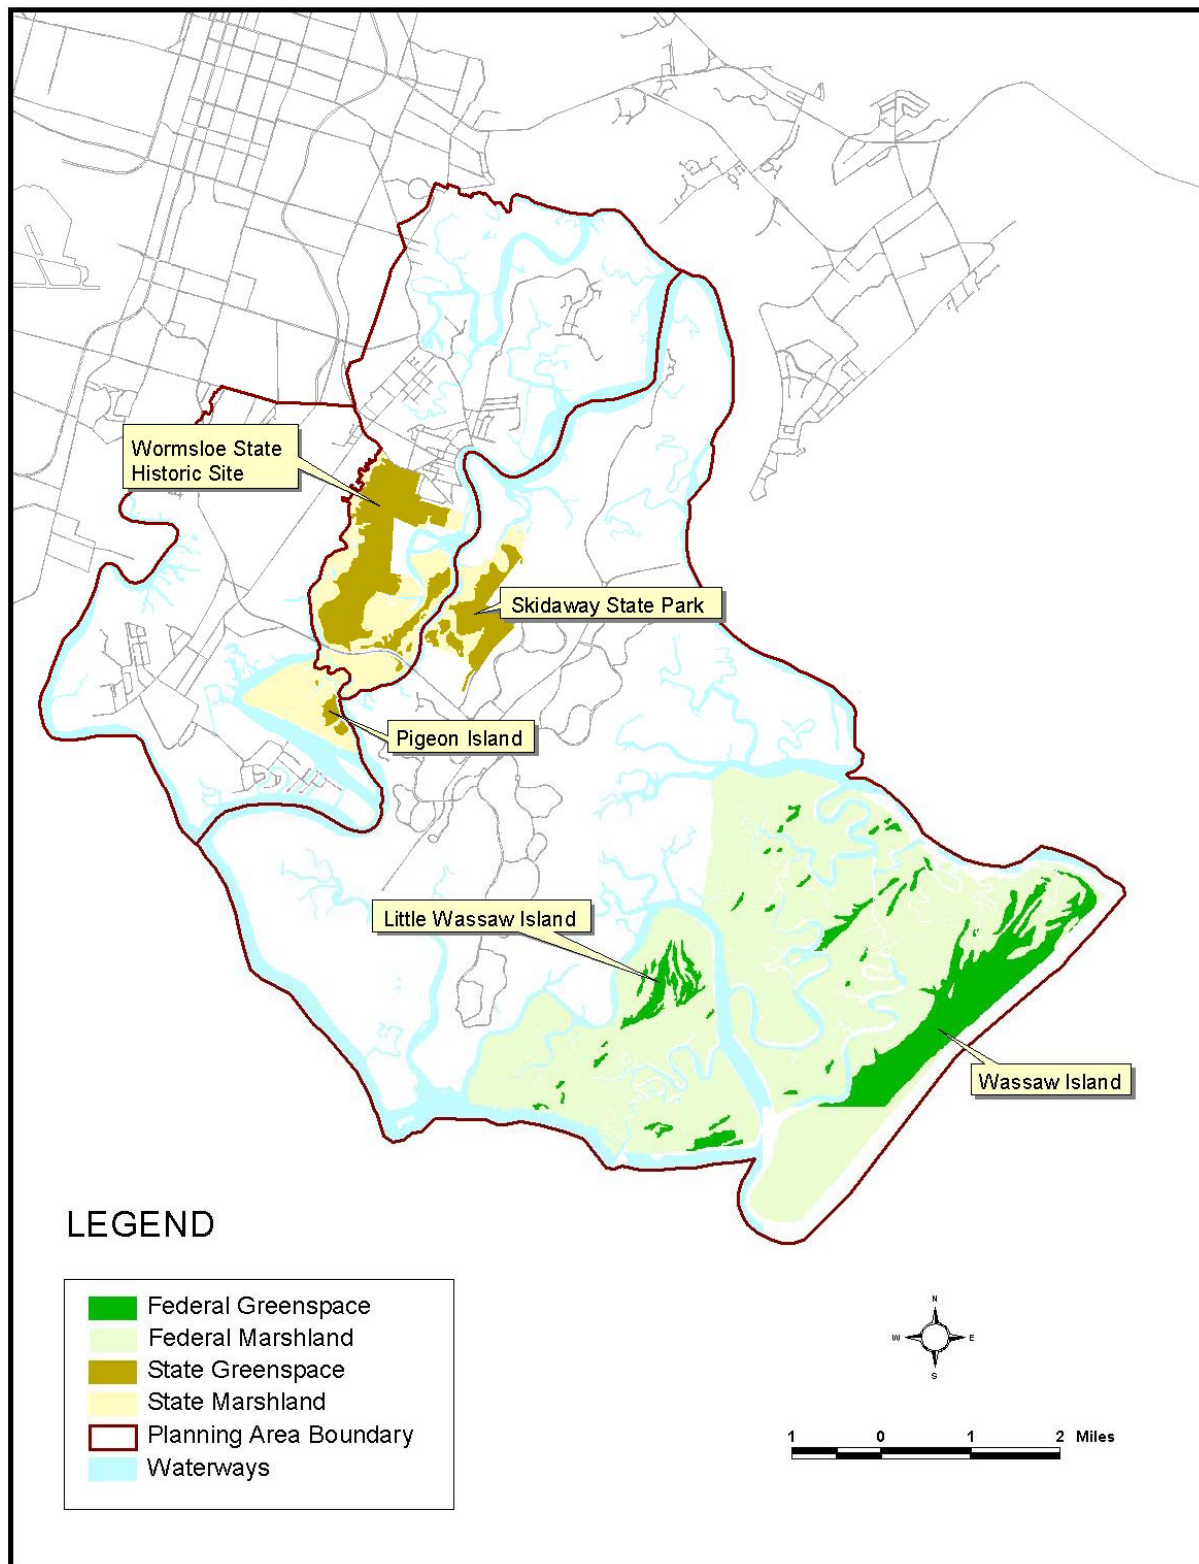 Wormsloe State
Historic Site
Skidaway State Park
Pigeon Island
Little Wassaw Island
Wassaw Island
LEGEND
Federal Greenspace
Federal Marshland
State Greenspace
State Marshland
Planning Area Boundary
Waterways
N
W
E
S
1 0 1 2 Miles